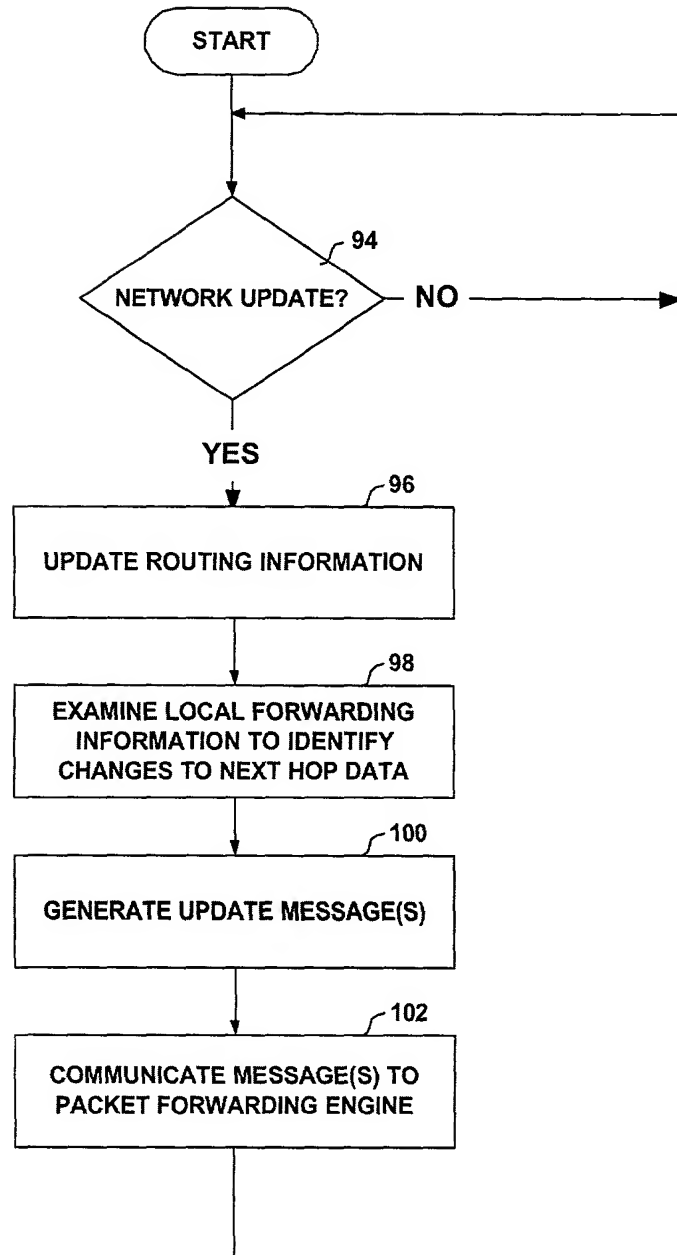 START
94
NETWORK UPDATE?
NO
YES
96
UPDATE ROUTING INFORMATION
98
EXAMINE LOCAL FORWARDING
INFORMATION TO IDENTIFY
CHANGES TO NEXT HOP DATA
100
GENERATE UPDATE MESSAGE(S)
102
COMMUNICATE MESSAGE(S) TO
PACKET FORWARDING ENGINE